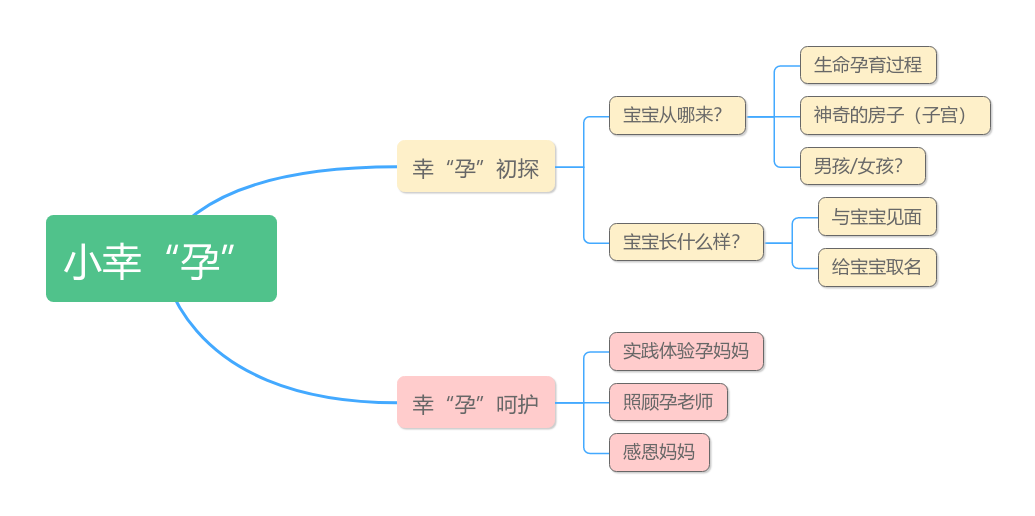 小幸“孕”
幸“孕”初探
宝宝从哪来?
生命孕育过程
神奇的房子（子宫）
男孩/女孩?
宝宝长什么样?
与宝宝见面
给宝宝取名
幸“孕”呵护
实践体验孕妈妈
照顾孕老师
感恩妈妈